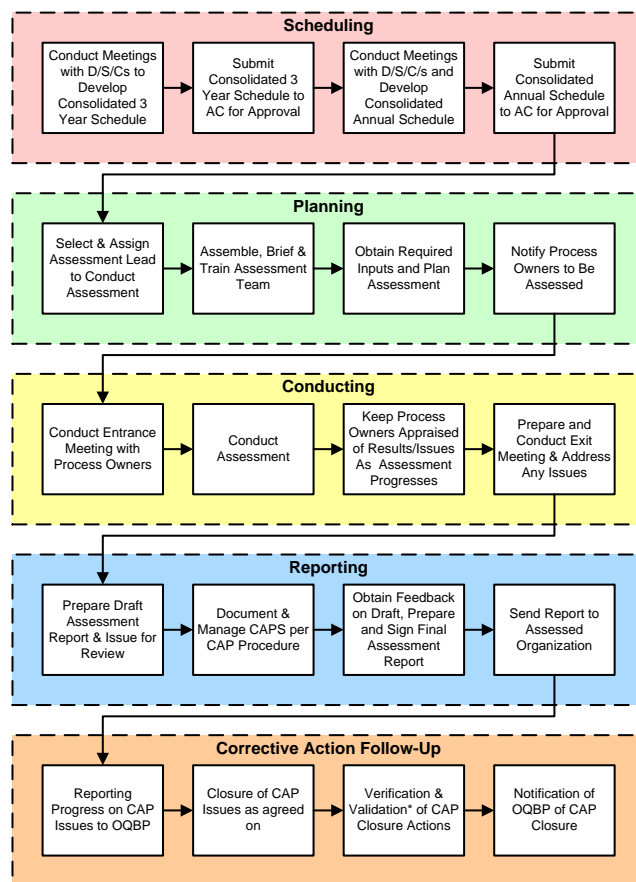 Scheduling
Conduct Meetings
with D/S/Cs to
Develop
Consolidated 3
Year Schedule
Submit
Consolidated 3
Year Schedule to
AC for Approval
Conduct Meetings
with D/S/C/s and
Develop
Consolidated
Annual Schedule
Submit
Consolidated
Annual Schedule
to AC for Approval
Planning
Select & Assign
Assessment Lead
to Conduct
Assessment
Assemble, Brief &
Train Assessment
Team
Obtain Required
Inputs and Plan
Assessment
Notify Process
Owners to Be
Assessed
Conducting
Conduct Entrance
Meeting with
Process Owners
Conduct
Assessment
Keep Process
Owners Appraised
of Results/Issues
As Assessment
Progresses
Prepare and
Conduct Exit
Meeting & Address
Any Issues
Reporting
Prepare Draft
Assessment
Report & Issue for
Review
Document &
Manage CAPS per
CAP Procedure
Obtain Feedback
on Draft, Prepare
and Sign Final
Assessment
Report
Send Report to
Assessed
Organization
Corrective Action Follow-Up
Reporting
Progress on CAP
Issues to OQBP
Closure of CAP
Issues as agreed
on
Verification &
Validation* of CAP
Closure Actions
Notification of
OQBP of CAP
Closure